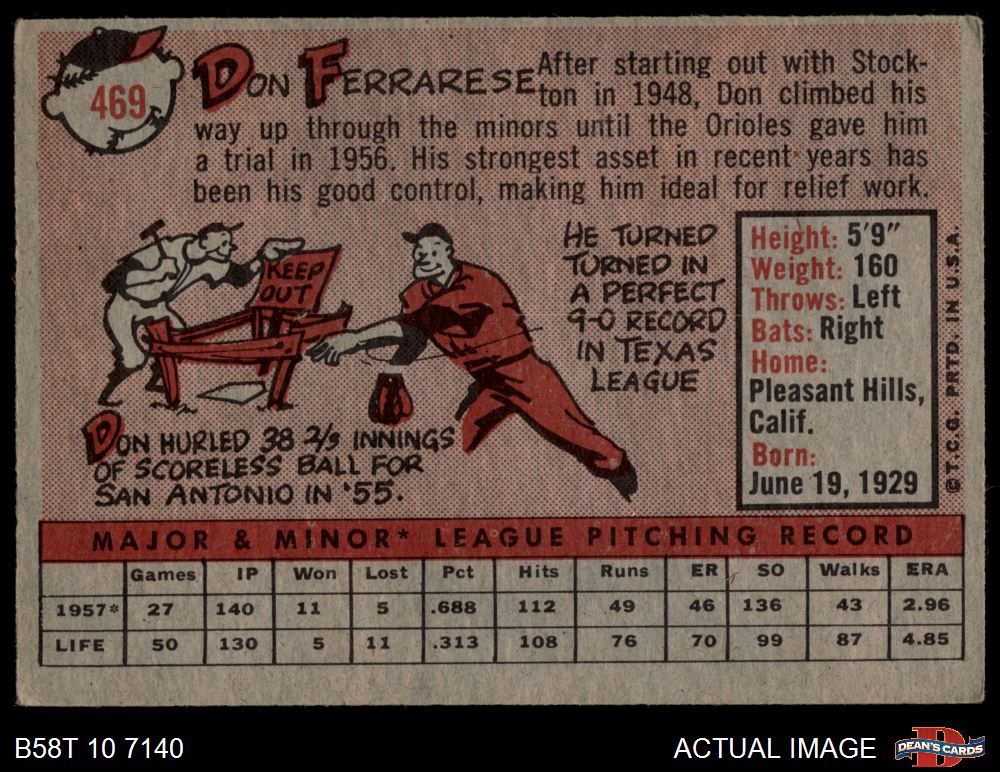 469
DON FERRARESE
After starting out with Stock-
ton in 1948, Don climbed his
way up through the minors until the Orioles gave him
a trial in 1956. His strongest asset in recent years has
been his good control, making him ideal for relief work.
KEEP
OUT
HE TURNED
TURNED IN
A PERFECT
9-0 RECORD
IN TEXAS
LEAGUE
DON HURLED 38 2/3 INNINGS
OF SCORELESS BALL FOR
SAN ANTONIO IN '55.
Height: 5'9"
Weight: 160
Throws: Left
Bats: Right
Home:
Pleasant Hills,
Calif.
Born:
June 19, 1929
© T.C.G. PRTD. IN U.S.A.
MAJOR & MINOR* LEAGUE PITCHING RECORD
Games IP Won Lost Pct Hits Runs ER SO Walks ERA
1957* 27 140 11 5 .688 112 49 46 136 43 2.96
LIFE 50 130 5 11 .313 108 76 70 99 87 4.85
B58T 10 7140
ACTUAL IMAGE
DEAN'S CARDS